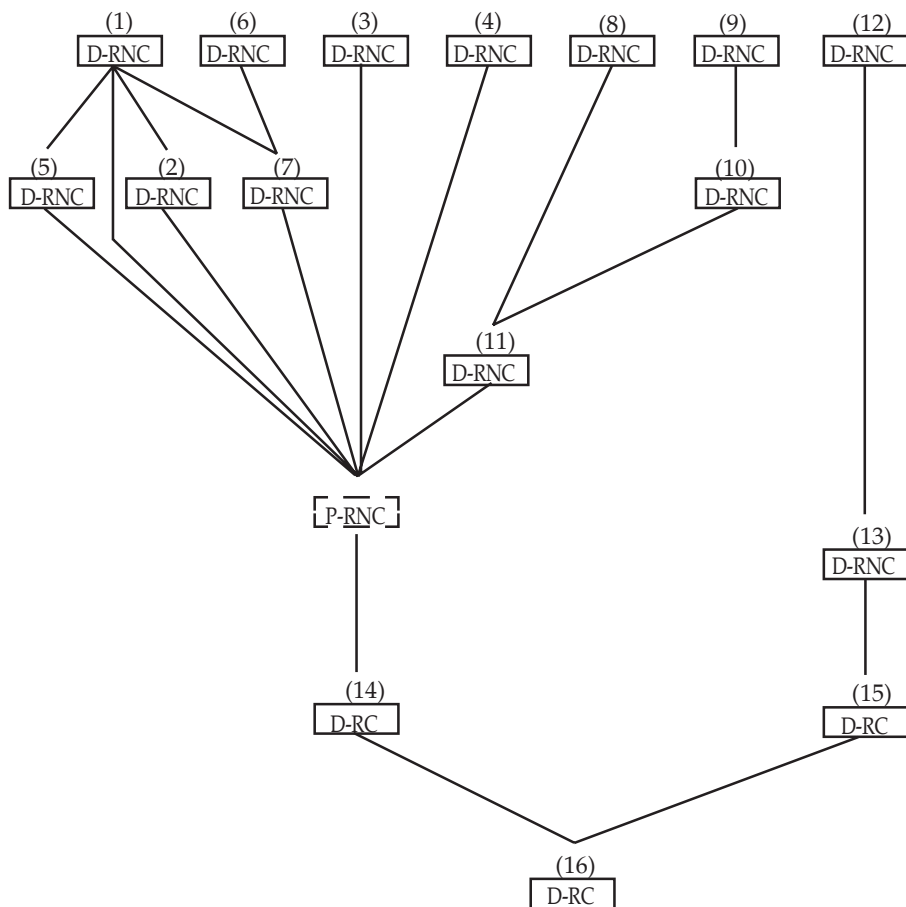 (1) (6) (3) (4) (8) (9) (12)
D-RNC D-RNC D-RNC D-RNC D-RNC D-RNC D-RNC
(5) (2) (7) (10)
D-RNC D-RNC D-RNC D-RNC
(11)
D-RNC
P-RNC
(13)
D-RNC
(14) (15)
D-RC D-RC
(16)
D-RC